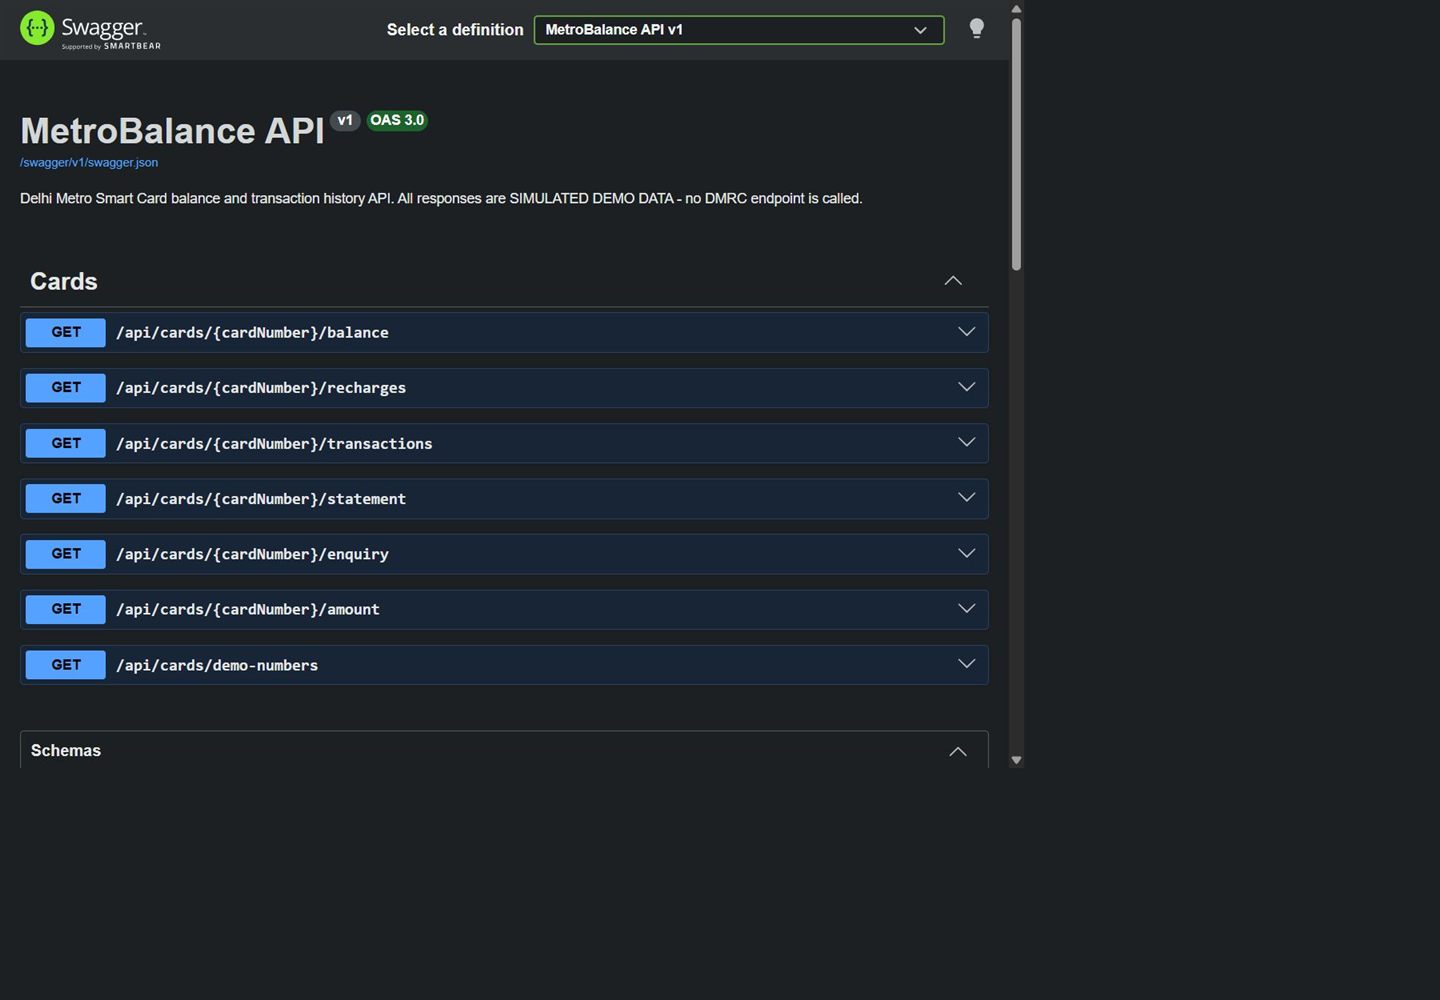 Swagger
Supported by SMARTBEAR
Select a definition
MetroBalance API v1
MetroBalance API v1 OAS 3.0
/swagger/v1/swagger.json
Delhi Metro Smart Card balance and transaction history API. All responses are SIMULATED DEMO DATA - no DMRC endpoint is called.
Cards
GET /api/cards/{cardNumber}/balance
GET /api/cards/{cardNumber}/recharges
GET /api/cards/{cardNumber}/transactions
GET /api/cards/{cardNumber}/statement
GET /api/cards/{cardNumber}/enquiry
GET /api/cards/{cardNumber}/amount
GET /api/cards/demo-numbers
Schemas